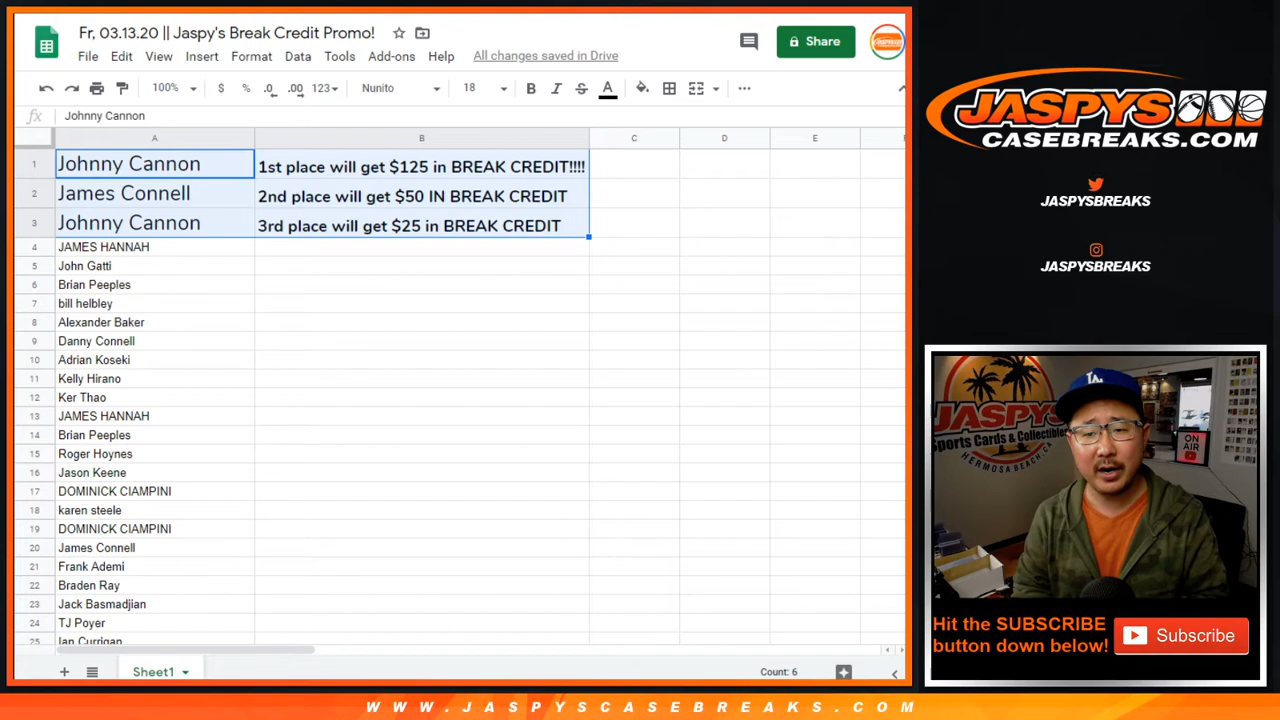 Fr, 03.13.20 || Jaspy's Break Credit Promo!
File Edit View Insert Format Data Tools Add-ons Help All changes saved in Drive
Share
100% $ % .0 .00 123 Nunito 18 B I S A
fx Johnny Cannon
A B C D E
1 Johnny Cannon 1st place will get $125 in BREAK CREDIT!!!!
2 James Connell 2nd place will get $50 IN BREAK CREDIT
3 Johnny Cannon 3rd place will get $25 in BREAK CREDIT
4 JAMES HANNAH
5 John Gatti
6 Brian Peeples
7 bill helbley
8 Alexander Baker
9 Danny Connell
10 Adrian Koseki
11 Kelly Hirano
12 Ker Thao
13 JAMES HANNAH
14 Brian Peeples
15 Roger Hoynes
16 Jason Keene
17 DOMINICK CIAMPINI
18 karen steele
19 DOMINICK CIAMPINI
20 James Connell
21 Frank Ademi
22 Braden Ray
23 Jack Basmadjian
24 TJ Poyer
25 Ian Currigan
Sheet1
Count: 6
JASPYS
CASEBREAKS.COM
JASPYSBREAKS
JASPYSBREAKS
JASPYS
Sports Cards & Collectibles
HERMOSA BEACH, CA
LA
ON AIR
Hit the SUBSCRIBE
button down below!
Subscribe
WWW.JASPYSCASEBREAKS.COM